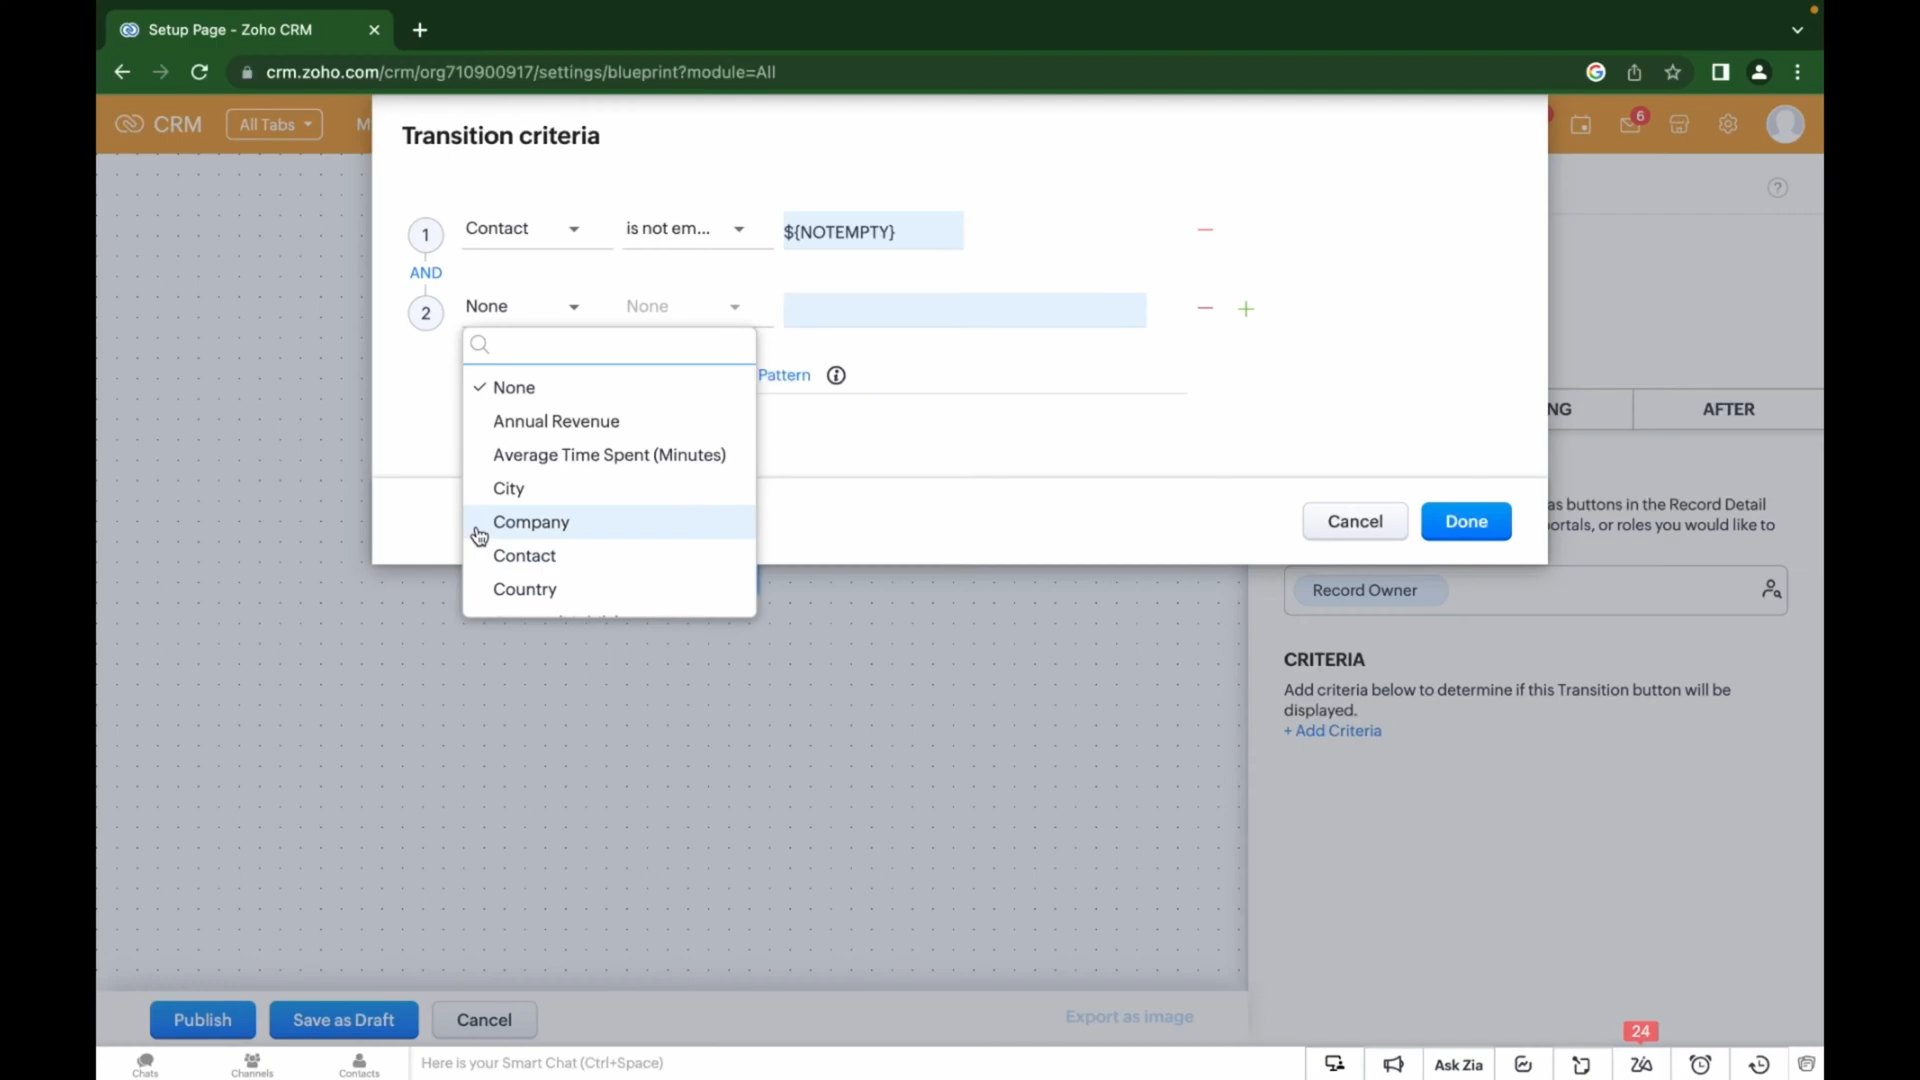 Setup Page - Zoho CRM
crm.zoho.com/crm/org710900917/settings/blueprint?module=All
CRM
All Tabs
M
6
Transition criteria
1
Contact
is not em...
${NOTEMPTY}
AND
2
None
None
Pattern
None
Annual Revenue
Average Time Spent (Minutes)
City
Company
Contact
Country
Cancel
Done
NG
AFTER
as buttons in the Record Detail
ortals, or roles you would like to
Record Owner
CRITERIA
Add criteria below to determine if this Transition button will be
displayed.
+ Add Criteria
Publish
Save as Draft
Cancel
Export as image
24
Chats
Channels
Contacts
Here is your Smart Chat (Ctrl+Space)
Ask Zia